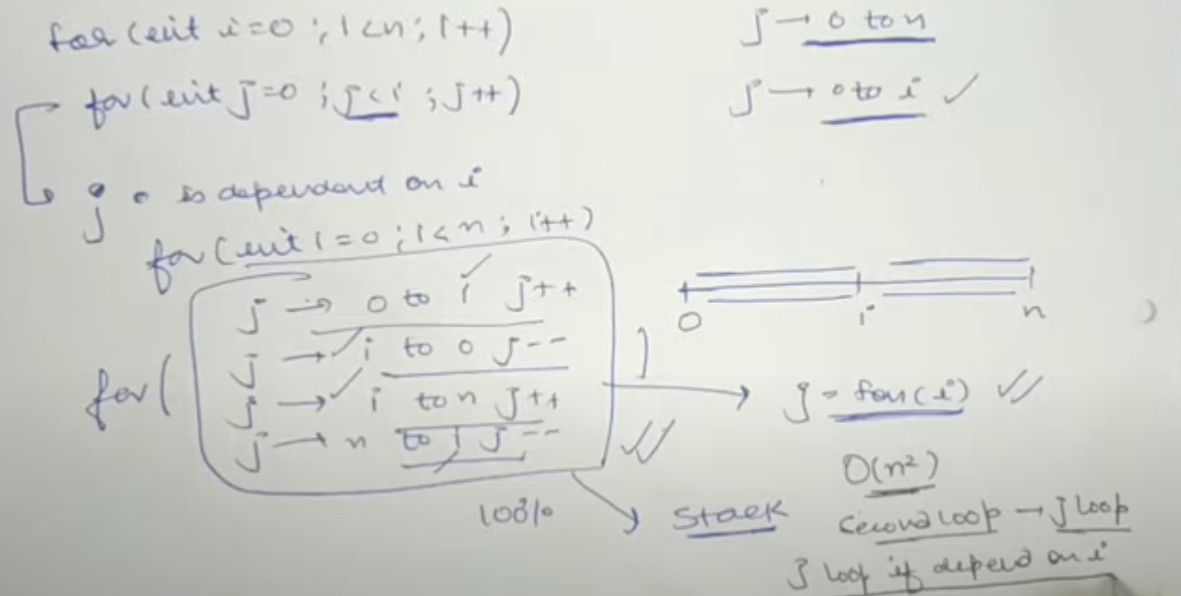 for (int i=0 ; i<n; i++)
j → 0 to n
for (int j=0 ; j<i ; j++)
j → 0 to i ✓
j is dependent on i
for (int i=0 ; i<n ; i++)
j → 0 to i j++
0 i n
j → i to 0 j--
for ( )
j → i to n j++
j = fun(i)
j → n to i j--
O(n²)
100%
Stack
Second loop → j loop
J loop if depend on i